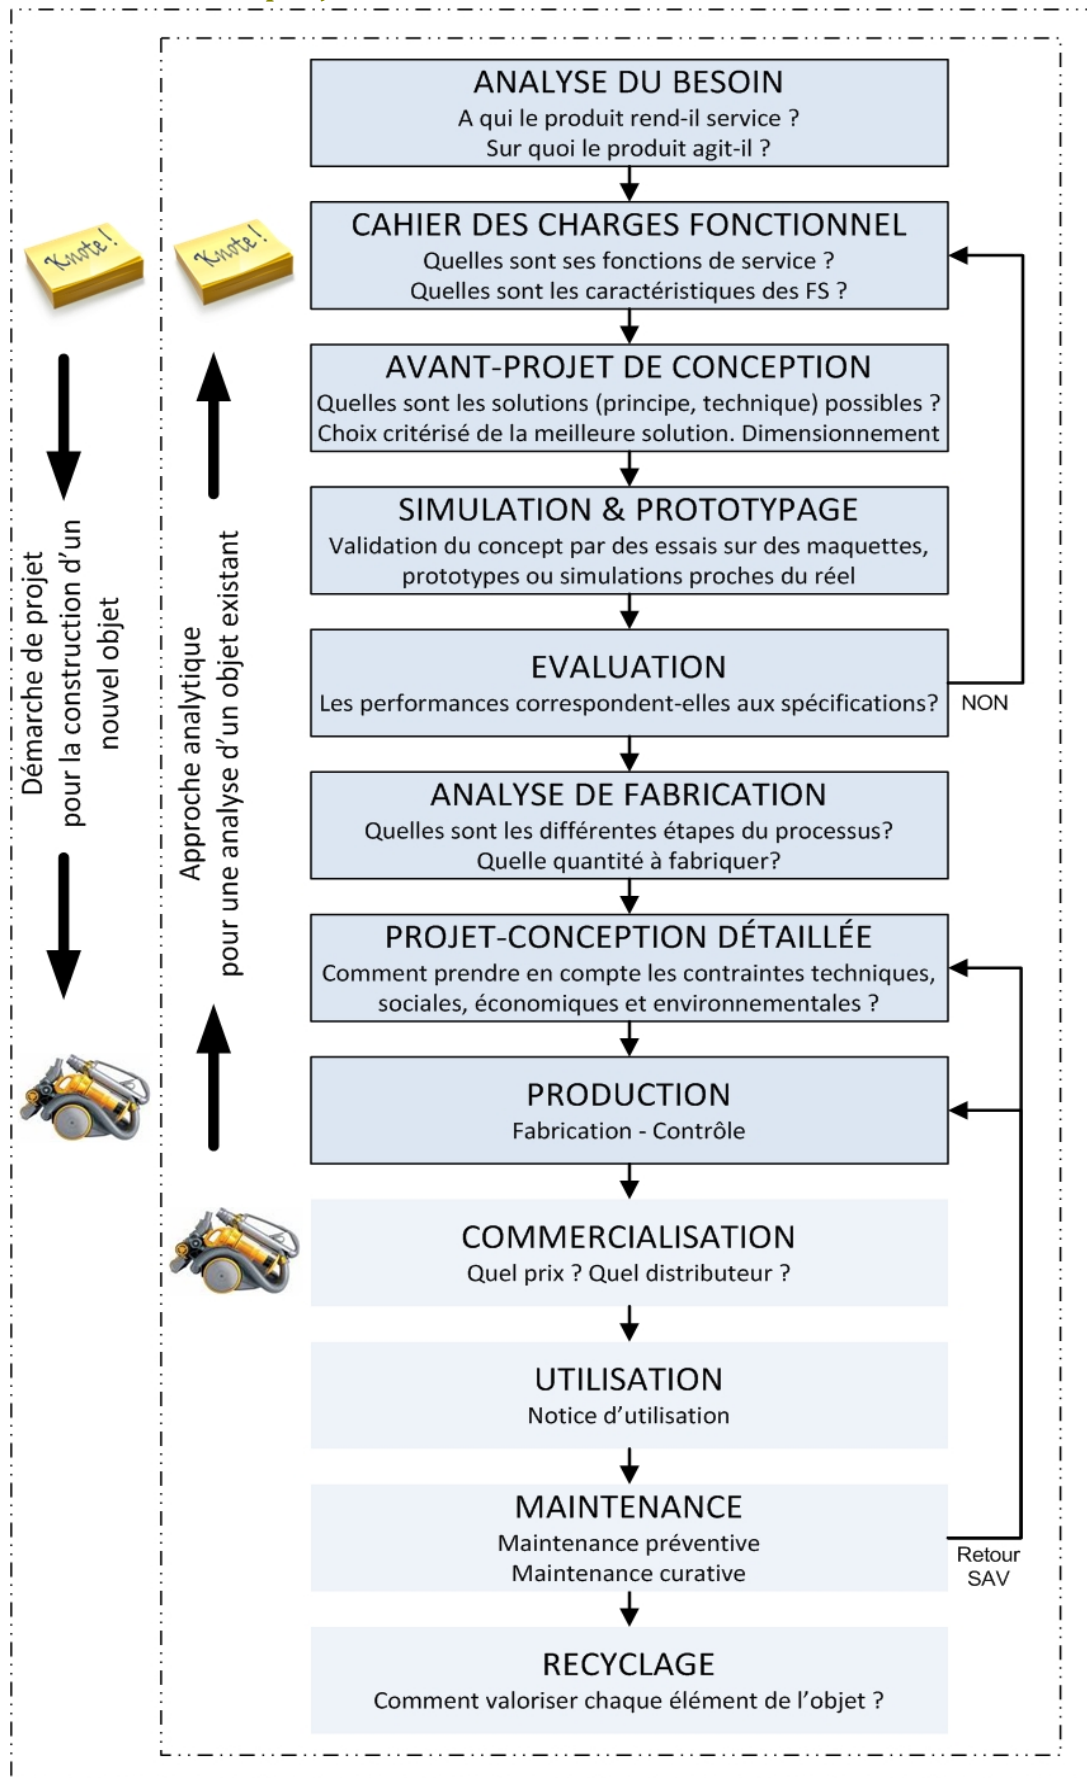 ANALYSE DU BESOIN
A qui le produit rend-il service ?
Sur quoi le produit agit-il ?
Knote!
Knote!
CAHIER DES CHARGES FONCTIONNEL
Quelles sont ses fonctions de service ?
Quelles sont les caractéristiques des FS ?
AVANT-PROJET DE CONCEPTION
Quelles sont les solutions (principe, technique) possibles ?
Choix critérisé de la meilleure solution. Dimensionnement
SIMULATION & PROTOTYPAGE
Validation du concept par des essais sur des maquettes,
prototypes ou simulations proches du réel
Démarche de projet
pour la construction d'un
nouvel objet
Approche analytique
pour une analyse d'un objet existant
EVALUATION
Les performances correspondent-elles aux spécifications?
NON
ANALYSE DE FABRICATION
Quelles sont les différentes étapes du processus?
Quelle quantité à fabriquer?
PROJET-CONCEPTION DÉTAILLÉE
Comment prendre en compte les contraintes techniques,
sociales, économiques et environnementales ?
PRODUCTION
Fabrication - Contrôle
COMMERCIALISATION
Quel prix ? Quel distributeur ?
UTILISATION
Notice d'utilisation
MAINTENANCE
Maintenance préventive
Maintenance curative
Retour
SAV
RECYCLAGE
Comment valoriser chaque élément de l'objet ?